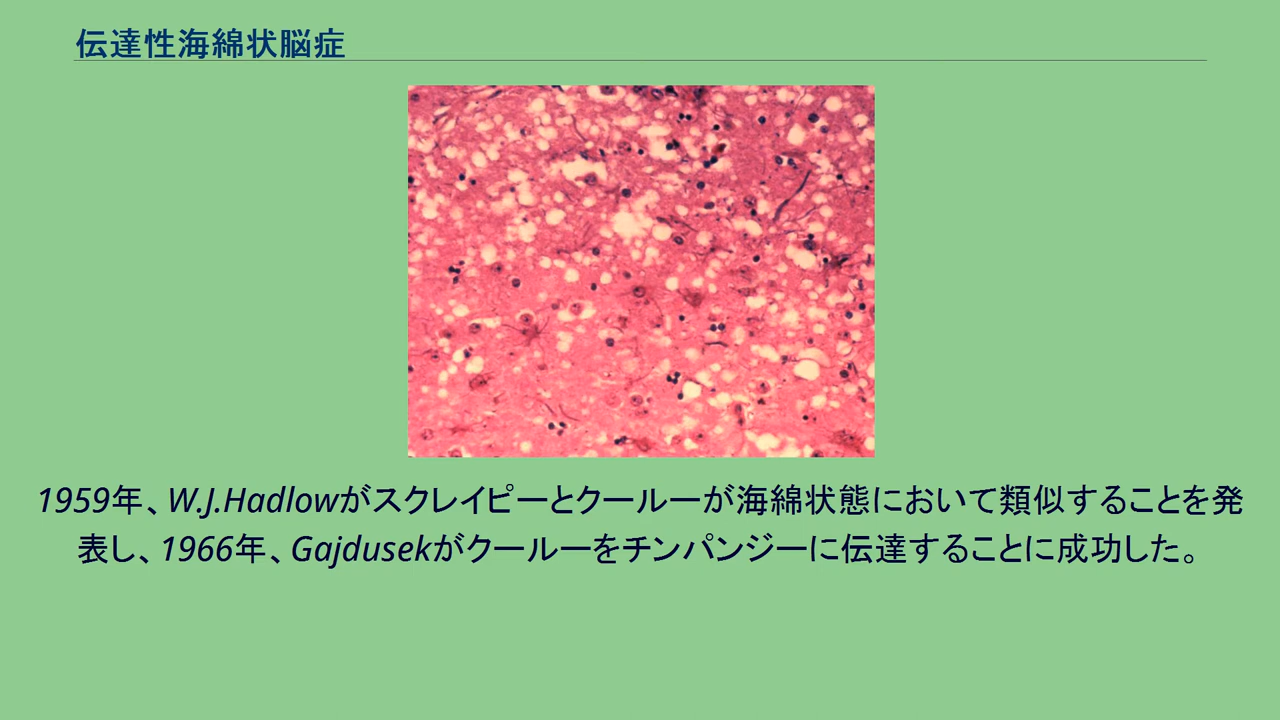 伝達性海綿状脳症
1959年、W.J.Hadlowがスクレイピーとクールーが海綿状態において類似することを発
表し、1966年、Gajdusekがクールーをチンパンジーに伝達することに成功した。